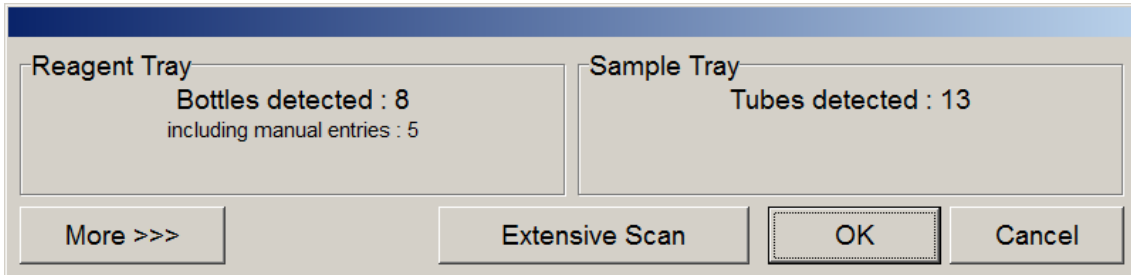 Reagent Tray
Bottles detected : 8
including manual entries : 5
Sample Tray
Tubes detected : 13
More >>>
Extensive Scan
OK
Cancel